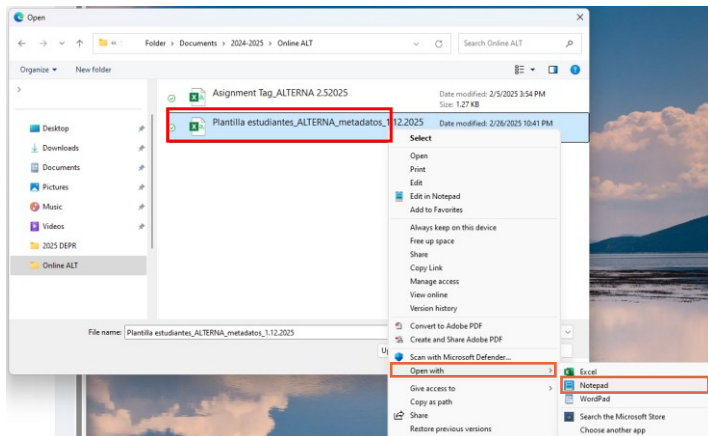 Open
Folder > Documents > 2024-2025 > Online ALT
Search Online ALT
Organize
New folder
Asignment Tag_ALTERNA 2.52025
Date modified: 2/5/2025 3:54 PM
Size: 1.27 KB
Plantilla estudiantes_ALTERNA_metadatos_1.12.2025
Date modified: 2/26/2025 10:41 PM
Desktop
Downloads
Documents
Pictures
Music
Videos
2025 DEPR
Online ALT
Select
Open
Print
Edit
Edit in Notepad
Add to Favorites
Always keep on this device
Free up space
Share
Copy Link
Manage access
View online
Version history
Convert to Adobe PDF
Create and Share Adobe PDF
Scan with Microsoft Defender...
Open with
Give access to
Copy as path
Share
Restore previous versions
File name: Plantilla estudiantes_ALTERNA_metadatos_1.12.2025
Excel
Notepad
WordPad
Search the Microsoft Store
Choose another app